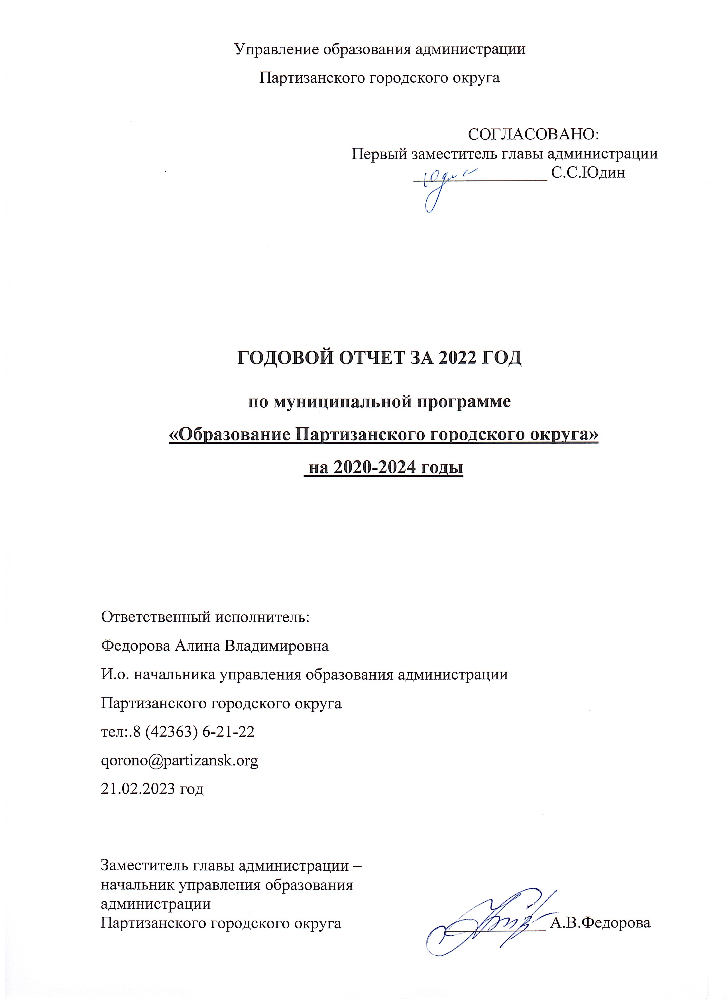 Управление образования администрации
Партизанского городского округа
СОГЛАСОВАНО:
Первый заместитель главы администрации
С.С.Юдин
ГОДОВОЙ ОТЧЕТ ЗА 2022 ГОД
по муниципальной программе
«Образование Партизанского городского округа»
на 2020-2024 годы
Ответственный исполнитель:
Федорова Алина Владимировна
И.о. начальника управления образования администрации
Партизанского городского округа
тел:.8 (42363) 6-21-22
qorono@partizansk.org
21.02.2023 год
Заместитель главы администрации –
начальник управления образования
администрации
Партизанского городского округа
А.В.Федорова